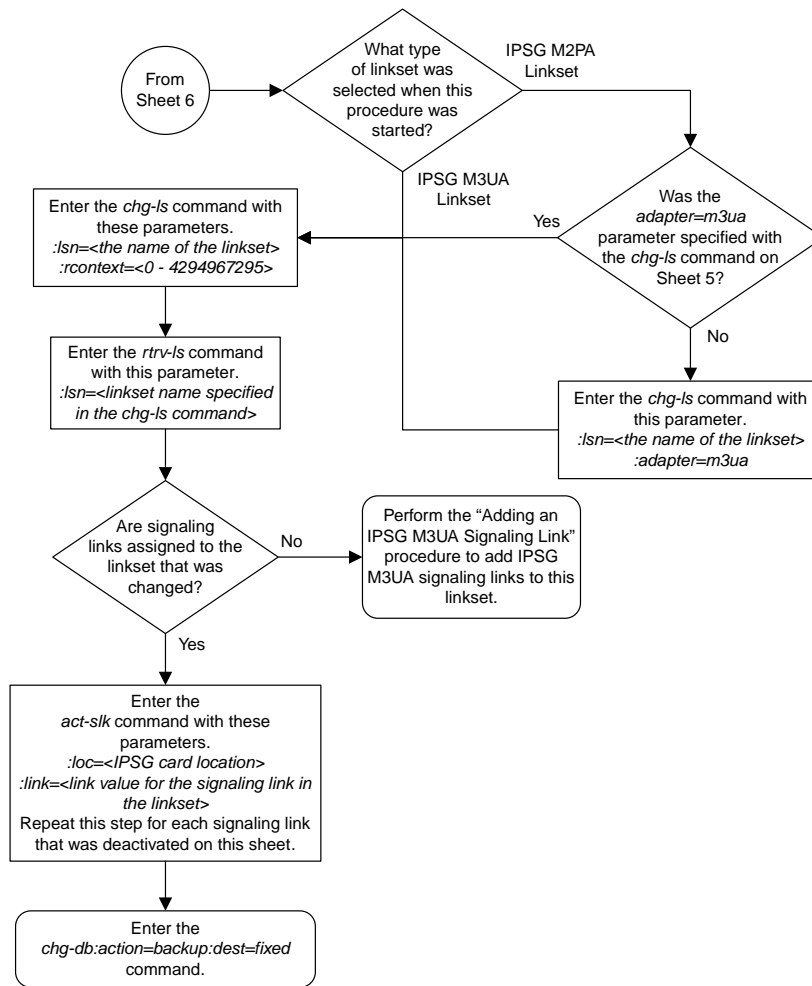 From
Sheet 6
What type
of linkset was
selected when this
procedure was
started?
IPSG M2PA
Linkset
IPSG M3UA
Linkset
Was the
adapter=m3ua
parameter specified with
the chg-ls command on
Sheet 5?
Yes
No
Enter the chg-ls command with
these parameters.
:lsn=<the name of the linkset>
:rcontext=<0 - 4294967295>
Enter the rtrv-ls command
with this parameter.
:lsn=<linkset name specified
in the chg-ls command>
Enter the chg-ls command with
this parameter.
:lsn=<the name of the linkset>
:adapter=m3ua
Are signaling
links assigned to the
linkset that was
changed?
No
Perform the “Adding an
IPSG M3UA Signaling Link”
procedure to add IPSG
M3UA signaling links to this
linkset.
Yes
Enter the
act-slk command with these
parameters.
:loc=<IPSG card location>
:link=<link value for the signaling link in
the linkset>
Repeat this step for each signaling link
that was deactivated on this sheet.
Enter the
chg-db:action=backup:dest=fixed
command.